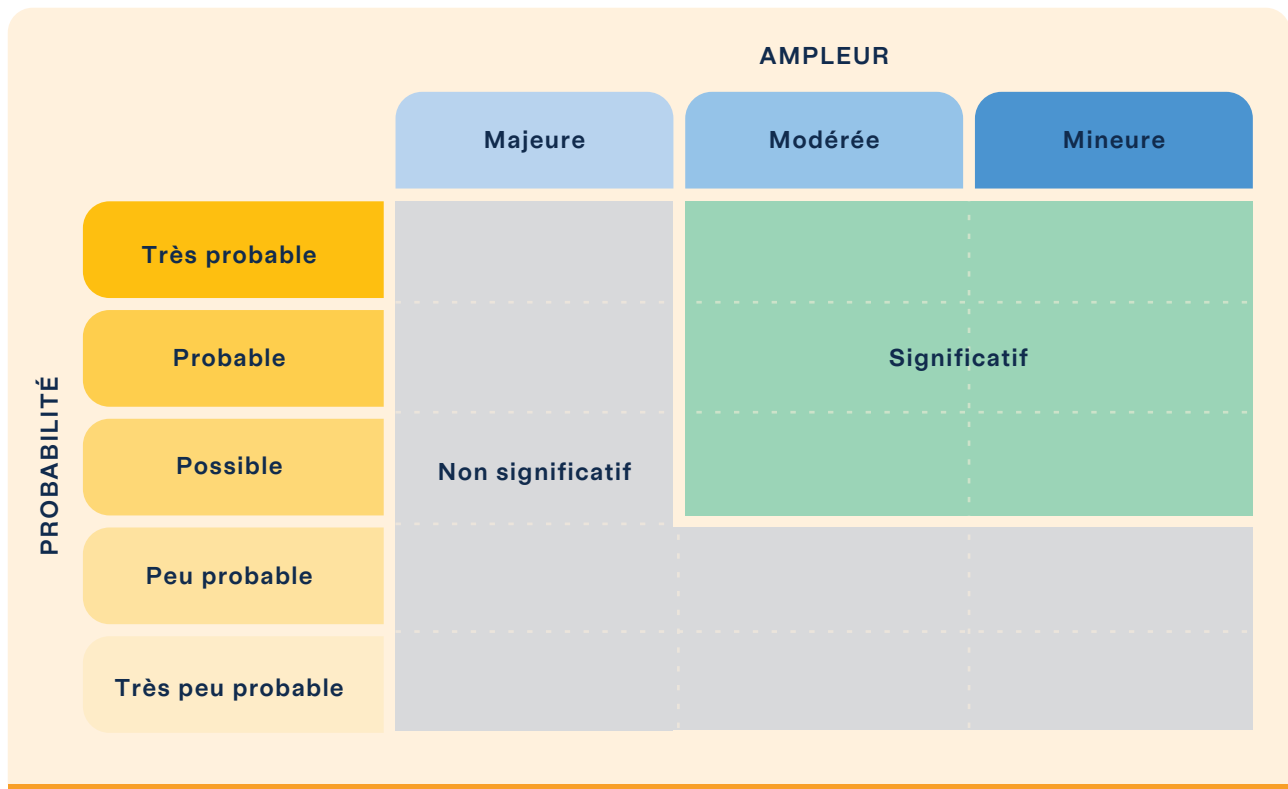 AMPLEUR
Majeure
Modérée
Mineure
PROBABILITÉ
Très probable
Probable
Significatif
Possible
Non significatif
Peu probable
Très peu probable